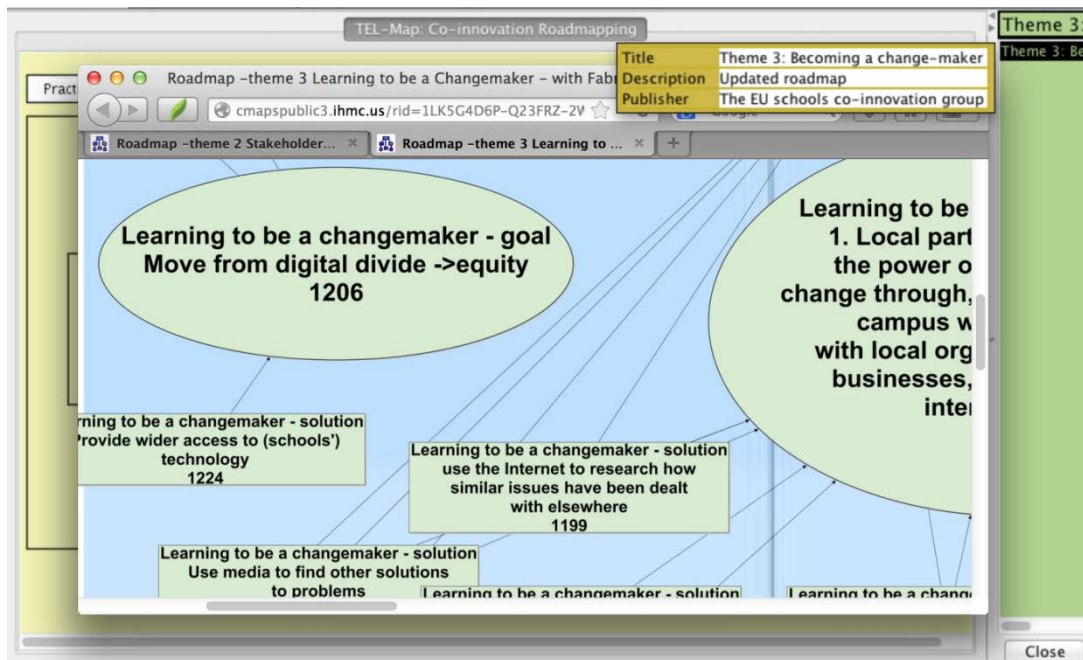 TEL-Map: Co-innovation Roadmapping
Theme 3:
Theme 3: Be
Title Theme 3: Becoming a change-maker
Description Updated roadmap
Publisher The EU schools co-innovation group
Pract
Roadmap -theme 3 Learning to be a Changemaker - with Fabr
cmapspublic3.ihmc.us/rid=1LK5G4D6P-Q23FRZ-2V
Roadmap -theme 2 Stakeholder...
Roadmap -theme 3 Learning to ...
Learning to be a changemaker - goal
Move from digital divide ->equity
1206
Learning to be
1. Local part
the power o
change through,
campus w
with local org
businesses,
inter
rning to be a changemaker - solution
Provide wider access to (schools')
technology
1224
Learning to be a changemaker - solution
use the Internet to research how
similar issues have been dealt
with elsewhere
1199
Learning to be a changemaker - solution
Use media to find other solutions
to problems
Learning to be a changemaker - solution
Learning to be a change
Close